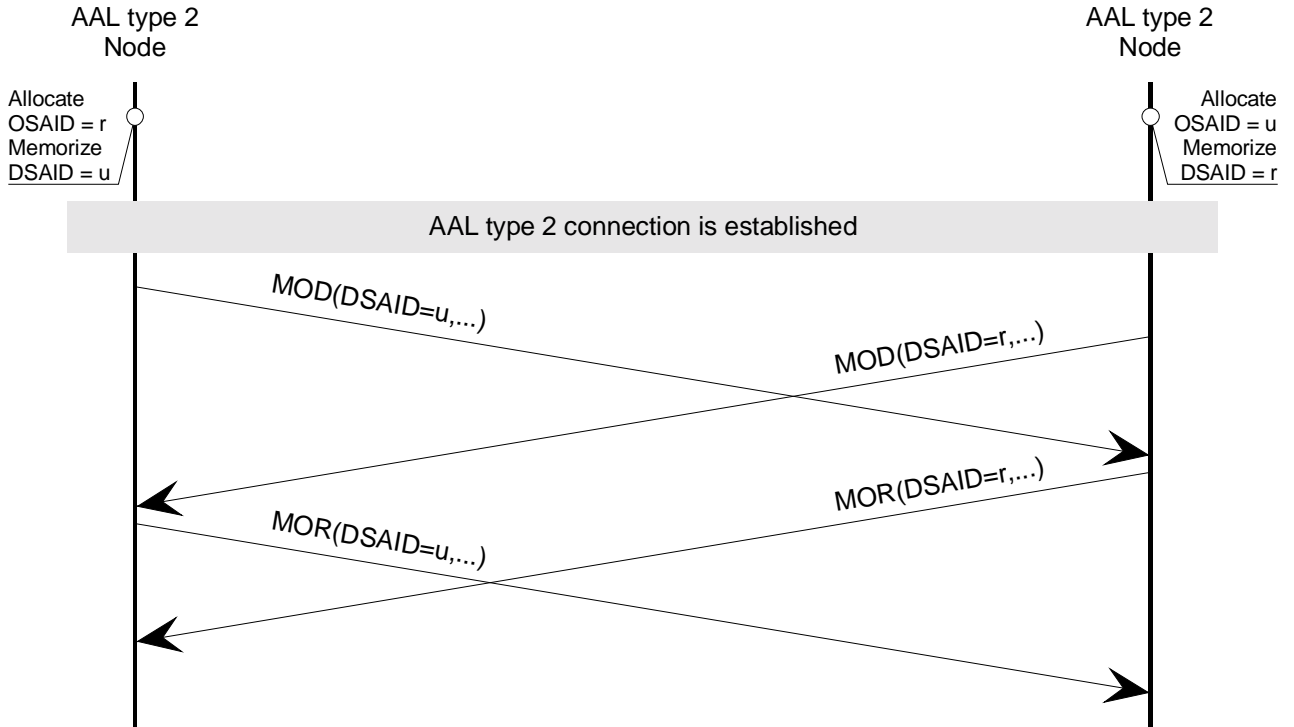 AAL type 2
Node
AAL type 2
Node
Allocate
OSAID = r
Memorize
DSAID = u
Allocate
OSAID = u
Memorize
DSAID = r
AAL type 2 connection is established
MOD(DSAID=u,...)
MOD(DSAID=r,...)
MOR(DSAID=r,...)
MOR(DSAID=u,...)